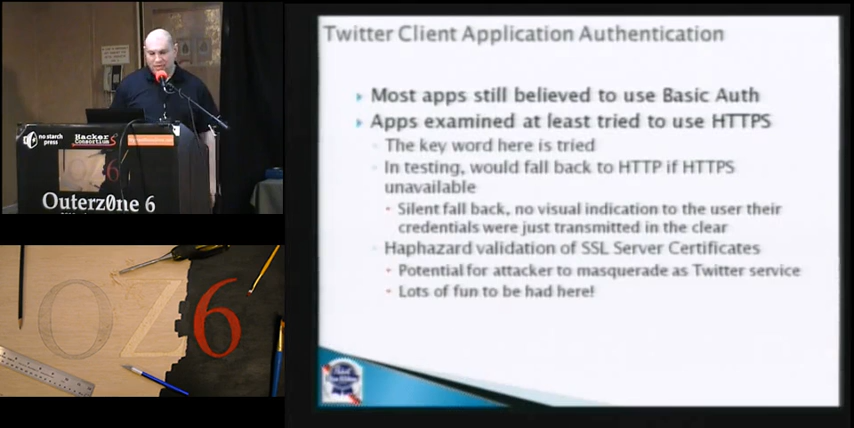 Twitter Client Application Authentication
Most apps still believed to use Basic Auth
Apps examined at least tried to use HTTPS
The key word here is tried
In testing, would fall back to HTTP if HTTPS
unavailable
Silent fall back, no visual indication to the user their
credentials were just transmitted in the clear
Haphazard validation of SSL Server Certificates
Potential for attacker to masquerade as Twitter service
Lots of fun to be had here!
no starch
press
Hacker
Consortium
Outerz0ne 6
OZ6